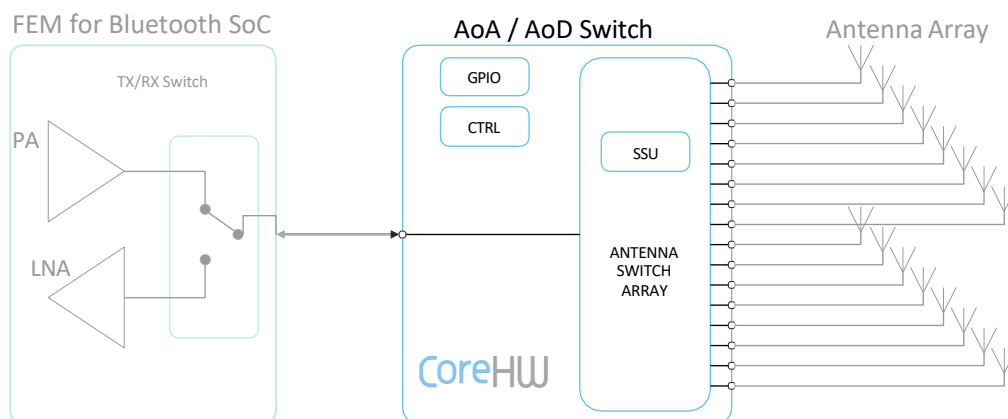 FEM for Bluetooth SoC
AoA / AoD Switch
Antenna Array
TX/RX Switch
GPIO
CTRL
PA
SSU
LNA
ANTENNA
SWITCH
ARRAY
CoreHW